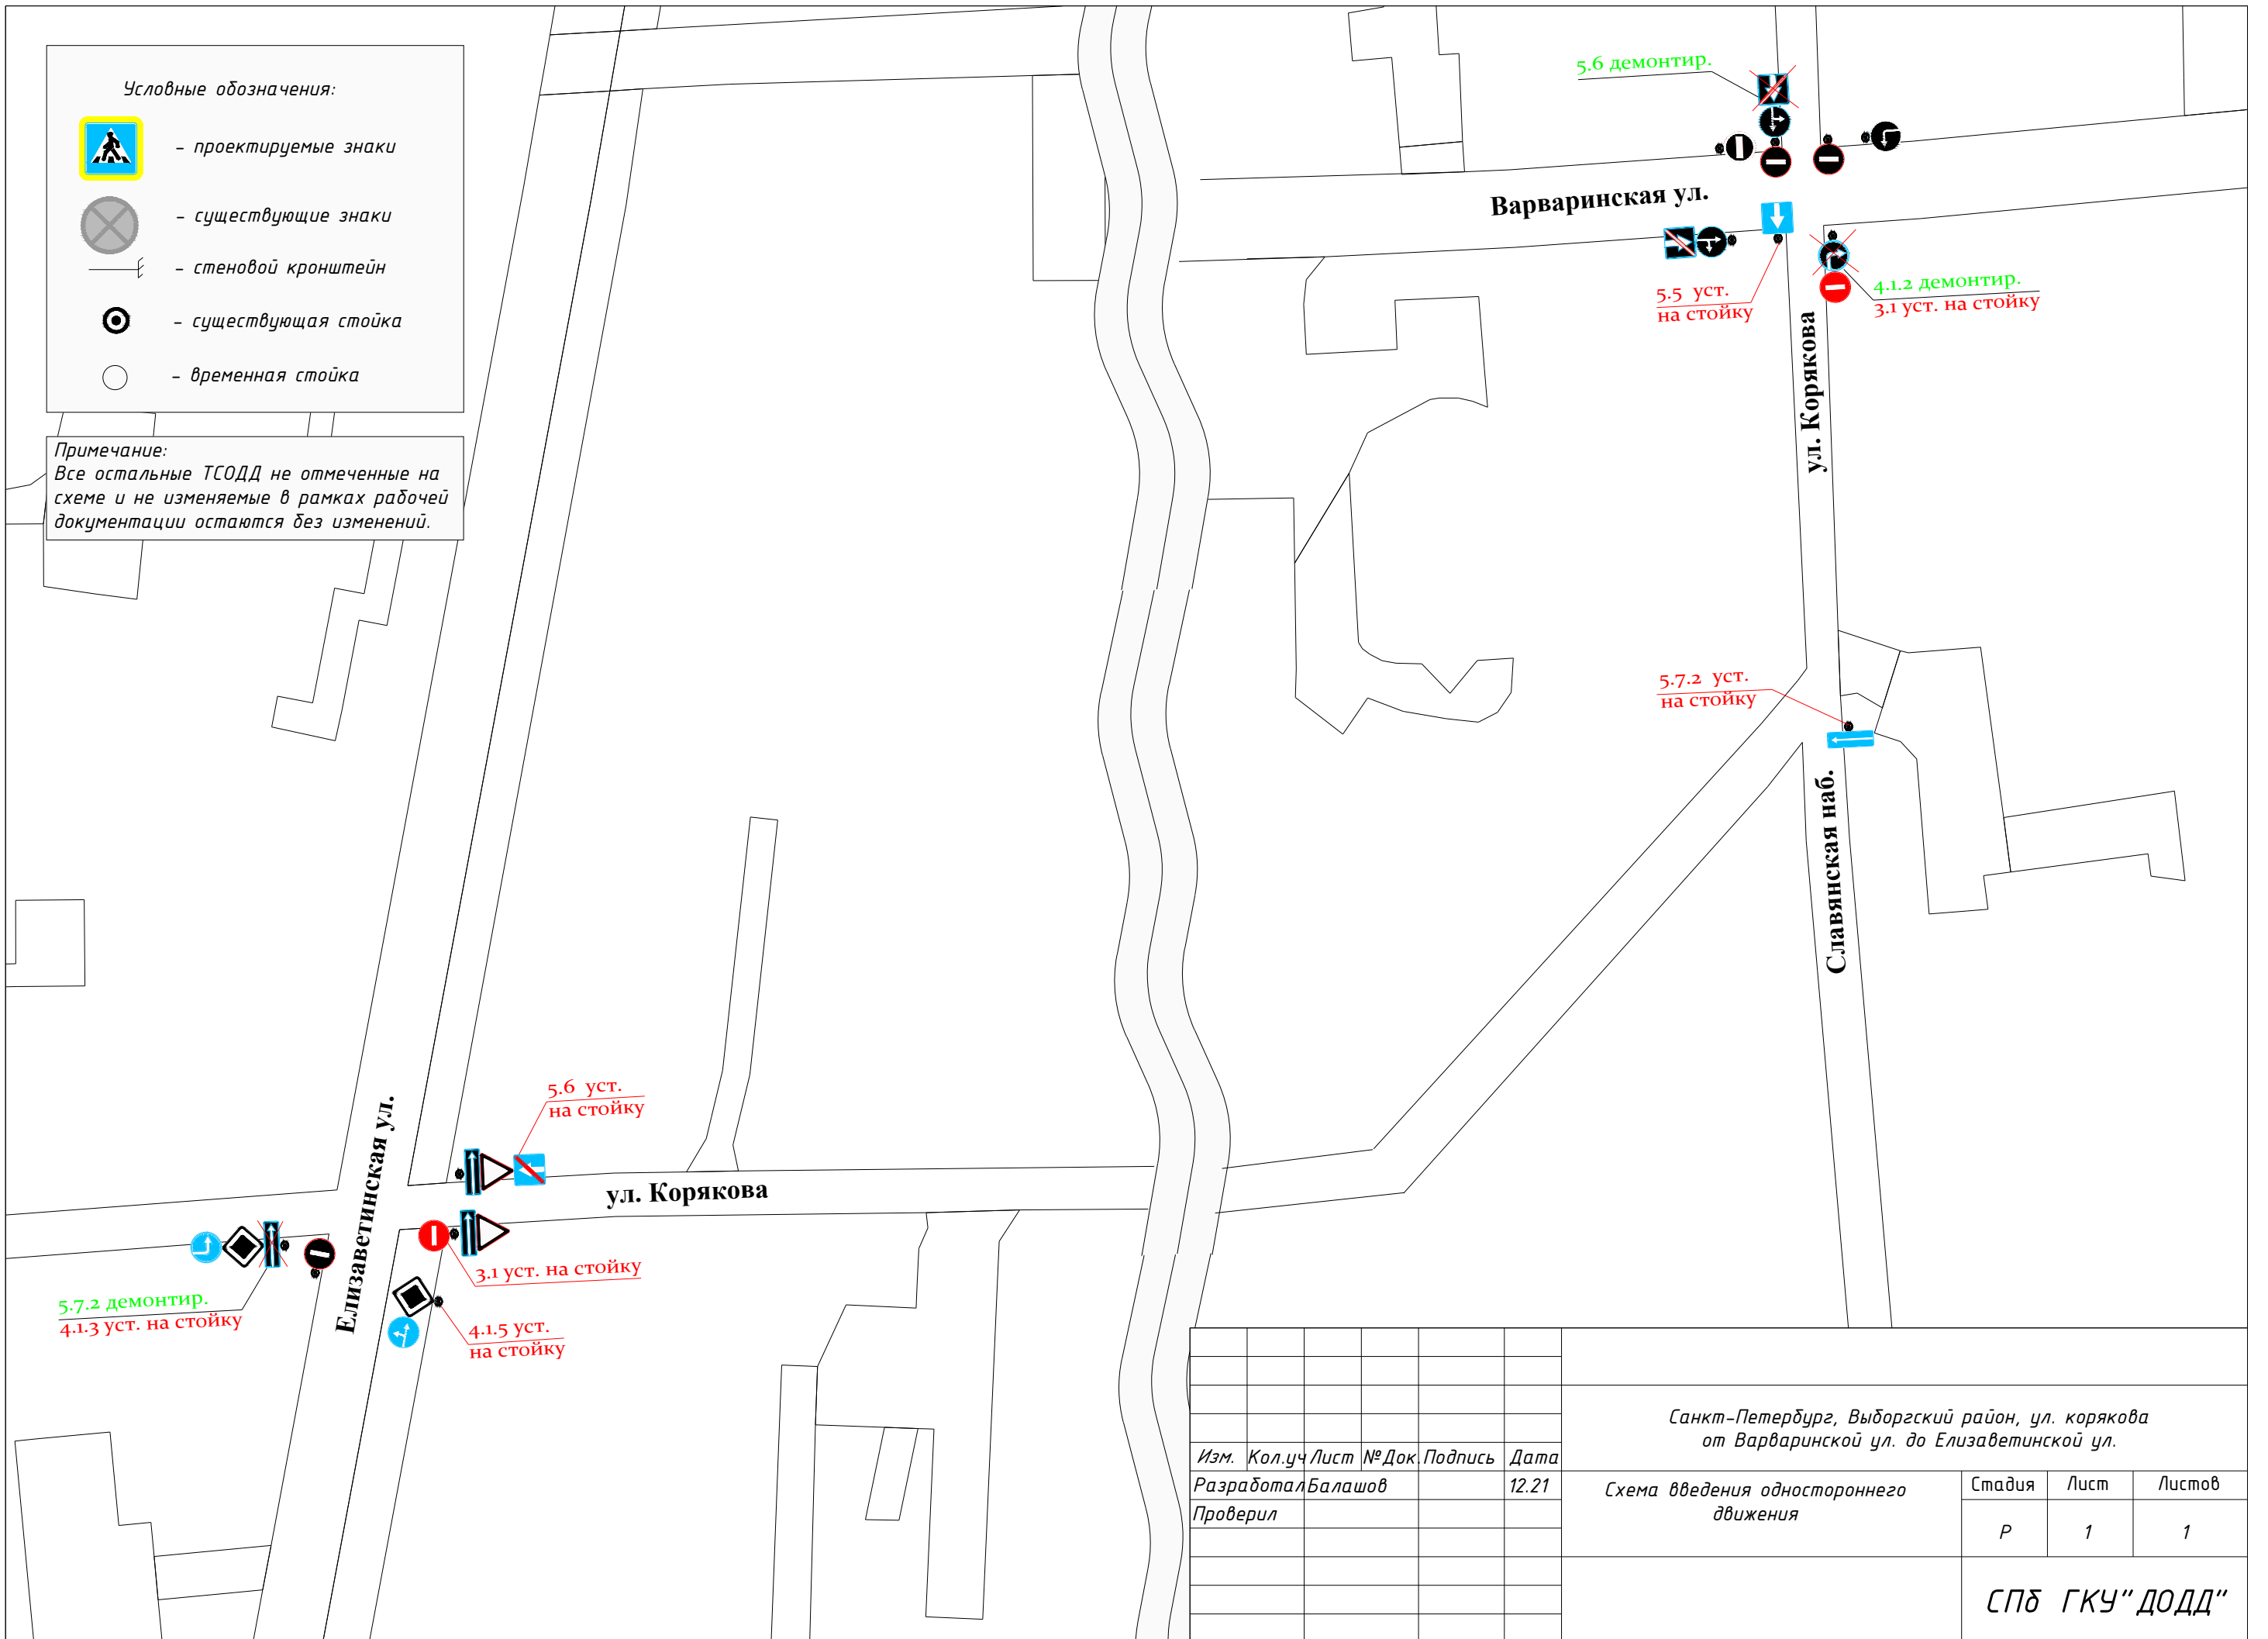 Условные обозначения:
- проектируемые знаки
- существующие знаки
- стеновой кронштейн
- существующая стойка
- временная стойка
Примечание:
Все остальные ТСОДД не отмеченные на
схеме и не изменяемые в рамках рабочей
документации остаются без изменений.
5.6 демонтир.
Варваринская ул.
5.5 уст.
на стойку
4.1.2 демонтир.
3.1 уст. на стойку
ул. Корякова
5.7.2 уст.
на стойку
Славянская наб.
5.6 уст.
на стойку
ул. Корякова
Елизаветинская ул.
3.1 уст. на стойку
5.7.2 демонтир.
4.1.3 уст. на стойку
4.1.5 уст.
на стойку
Санкт-Петербург, Выборгский район, ул. корякова
от Варваринской ул. до Елизаветинской ул.
Изм. Кол.уч Лист №Док. Подпись Дата
Разработал Балашов 12.21
Проверил
Схема введения одностороннего
движения
Стадия Лист Листов
Р 1 1
СПб ГКУ"ДОДД"